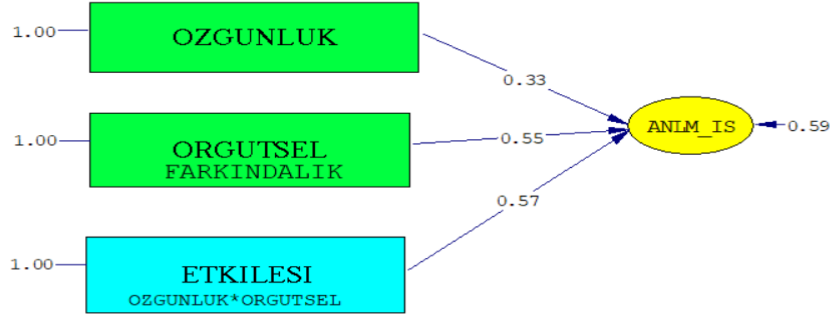 1.00
OZGUNLUK
0.33
1.00
ORGUTSEL
FARKINDALIK
0.55
ANLM_IS
0.59
0.57
1.00
ETKILESI
OZGUNLUK*ORGUTSEL